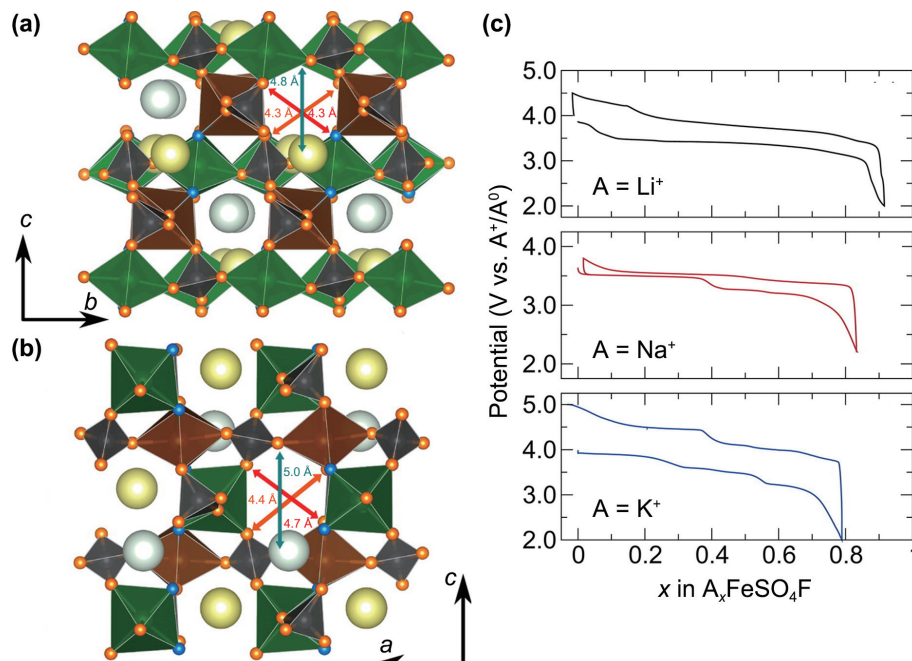 (a)
4.8 Å
4.3 Å
4.3 Å
c
b
(b)
5.0 Å
4.4 Å
4.7 Å
c
a
(c)
Potential (V vs. A⁺/A⁰)
5.0
4.0
3.0
2.0
A = Li⁺
4.0
3.0
2.0
A = Na⁺
5.0
4.0
3.0
2.0
A = K⁺
0 0.2 0.4 0.6 0.8
x in AₓFeSO₄F